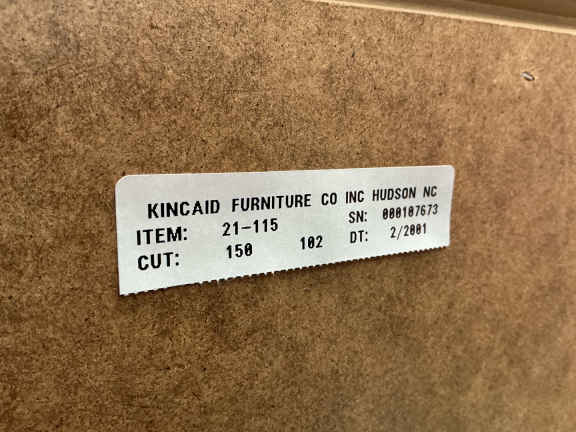 KINCAID FURNITURE CO INC HUDSON NC
ITEM: 21-115 SN: 000107673
CUT: 150 102 DT: 2/2001